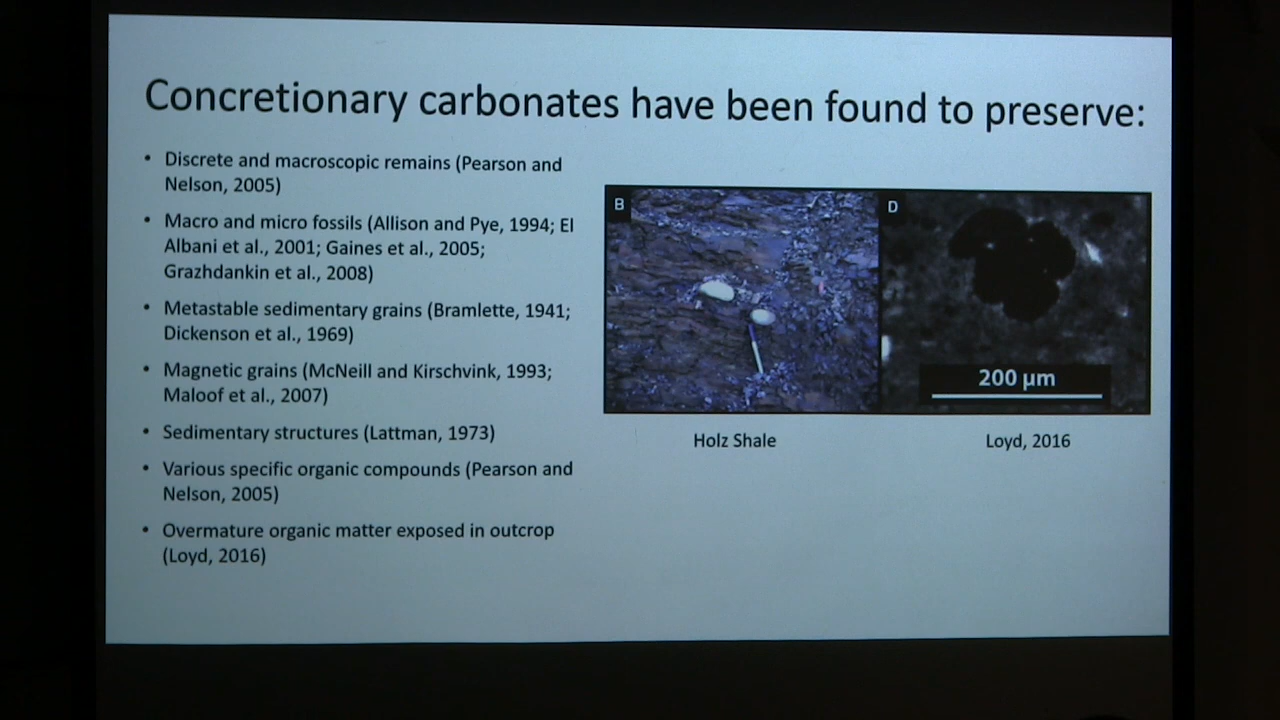 Concretionary carbonates have been found to preserve:
• Discrete and macroscopic remains (Pearson and
Nelson, 2005)
• Macro and micro fossils (Allison and Pye, 1994; El
Albani et al., 2001; Gaines et al., 2005;
Grazhdankin et al., 2008)
• Metastable sedimentary grains (Bramlette, 1941;
Dickenson et al., 1969)
• Magnetic grains (McNeill and Kirschvink, 1993;
Maloof et al., 2007)
• Sedimentary structures (Lattman, 1973)
• Various specific organic compounds (Pearson and
Nelson, 2005)
• Overmature organic matter exposed in outcrop
(Loyd, 2016)
B
D
200 µm
Holz Shale
Loyd, 2016